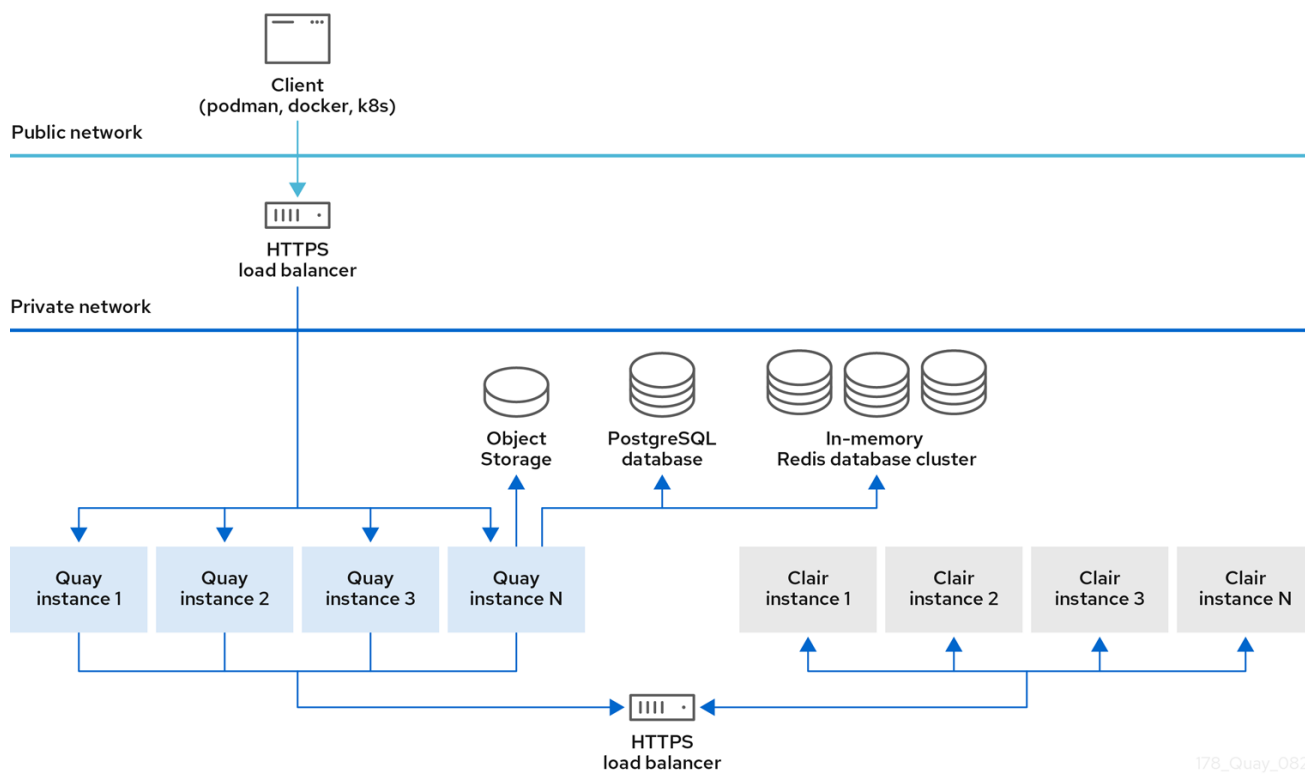 Client
(podman, docker, k8s)
Public network
HTTPS
load balancer
Private network
Object
Storage
PostgreSQL
database
In-memory
Redis database cluster
Quay
instance 1
Quay
instance 2
Quay
instance 3
Quay
instance N
Clair
instance 1
Clair
instance 2
Clair
instance 3
Clair
instance N
HTTPS
load balancer
178_Quay_082